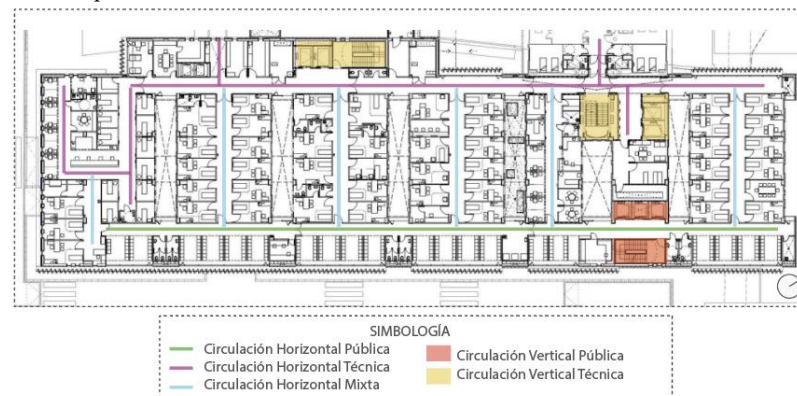 SIMBOLOGÍA
Circulación Horizontal Pública
Circulación Horizontal Técnica
Circulación Horizontal Mixta
Circulación Vertical Pública
Circulación Vertical Técnica